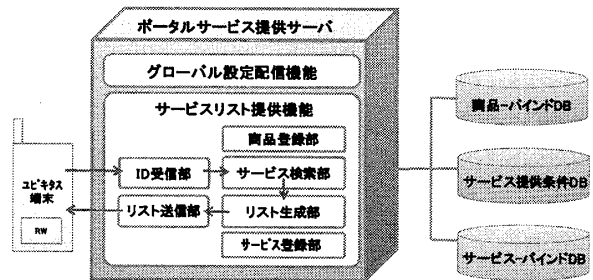 ポータルサービス提供サーバ
グローバル設定配信機能
サービスリスト提供機能
商品登録部
ID受信部
サービス検索部
リスト送信部
リスト生成部
サービス登録部
ユビキタス
端末
RW
商品-バインドDB
サービス提供条件DB
サービス-バインドDB